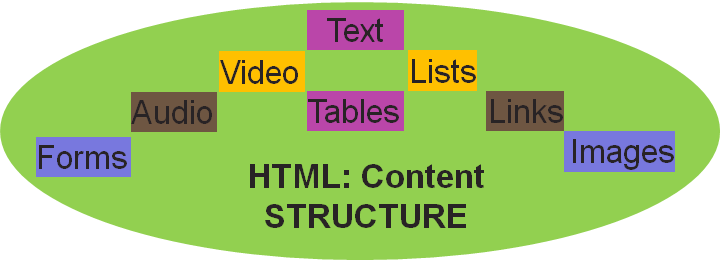 Text
Video
Lists
Audio
Tables
Links
Forms
Images
HTML: Content
STRUCTURE